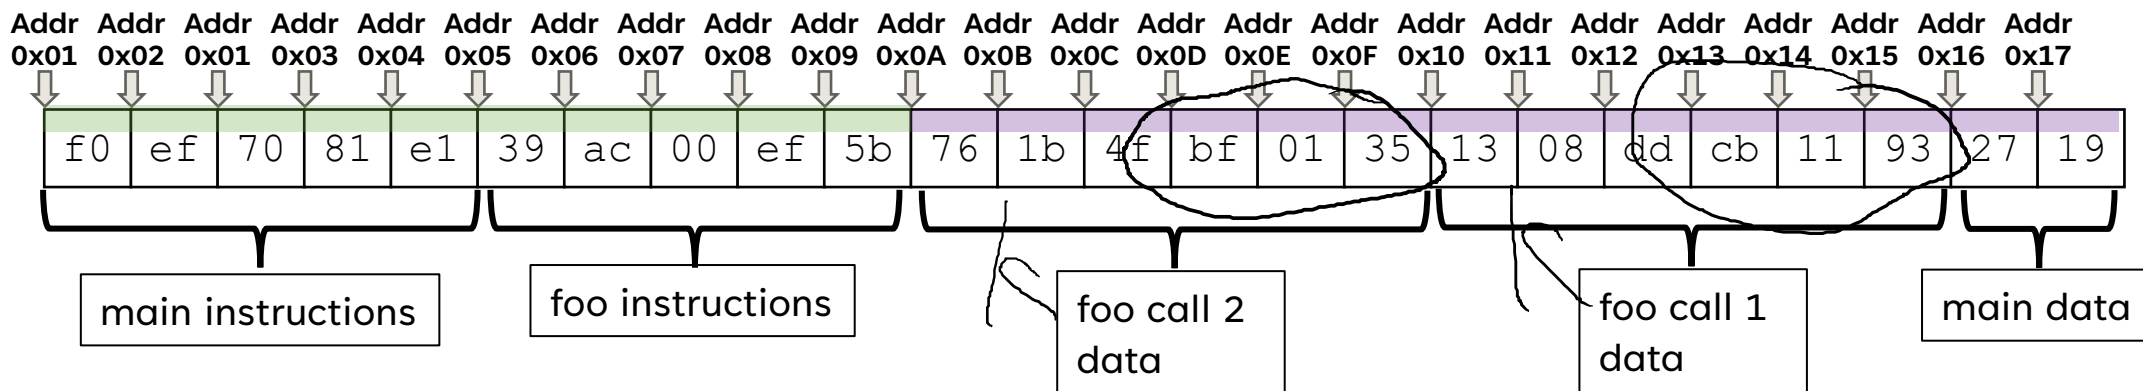 Addr Addr Addr Addr Addr Addr Addr Addr Addr Addr Addr Addr Addr Addr Addr Addr Addr Addr Addr Addr Addr Addr Addr Addr
0x01 0x02 0x01 0x03 0x04 0x05 0x06 0x07 0x08 0x09 0x0A 0x0B 0x0C 0x0D 0x0E 0x0F 0x10 0x11 0x12 0x13 0x14 0x15 0x16 0x17
f0 ef 70 81 e1 39 ac 00 ef 5b 76 1b 4f bf 01 35 13 08 dd cb 11 93 27 19
main instructions
foo instructions
foo call 2
data
foo call 1
data
main data